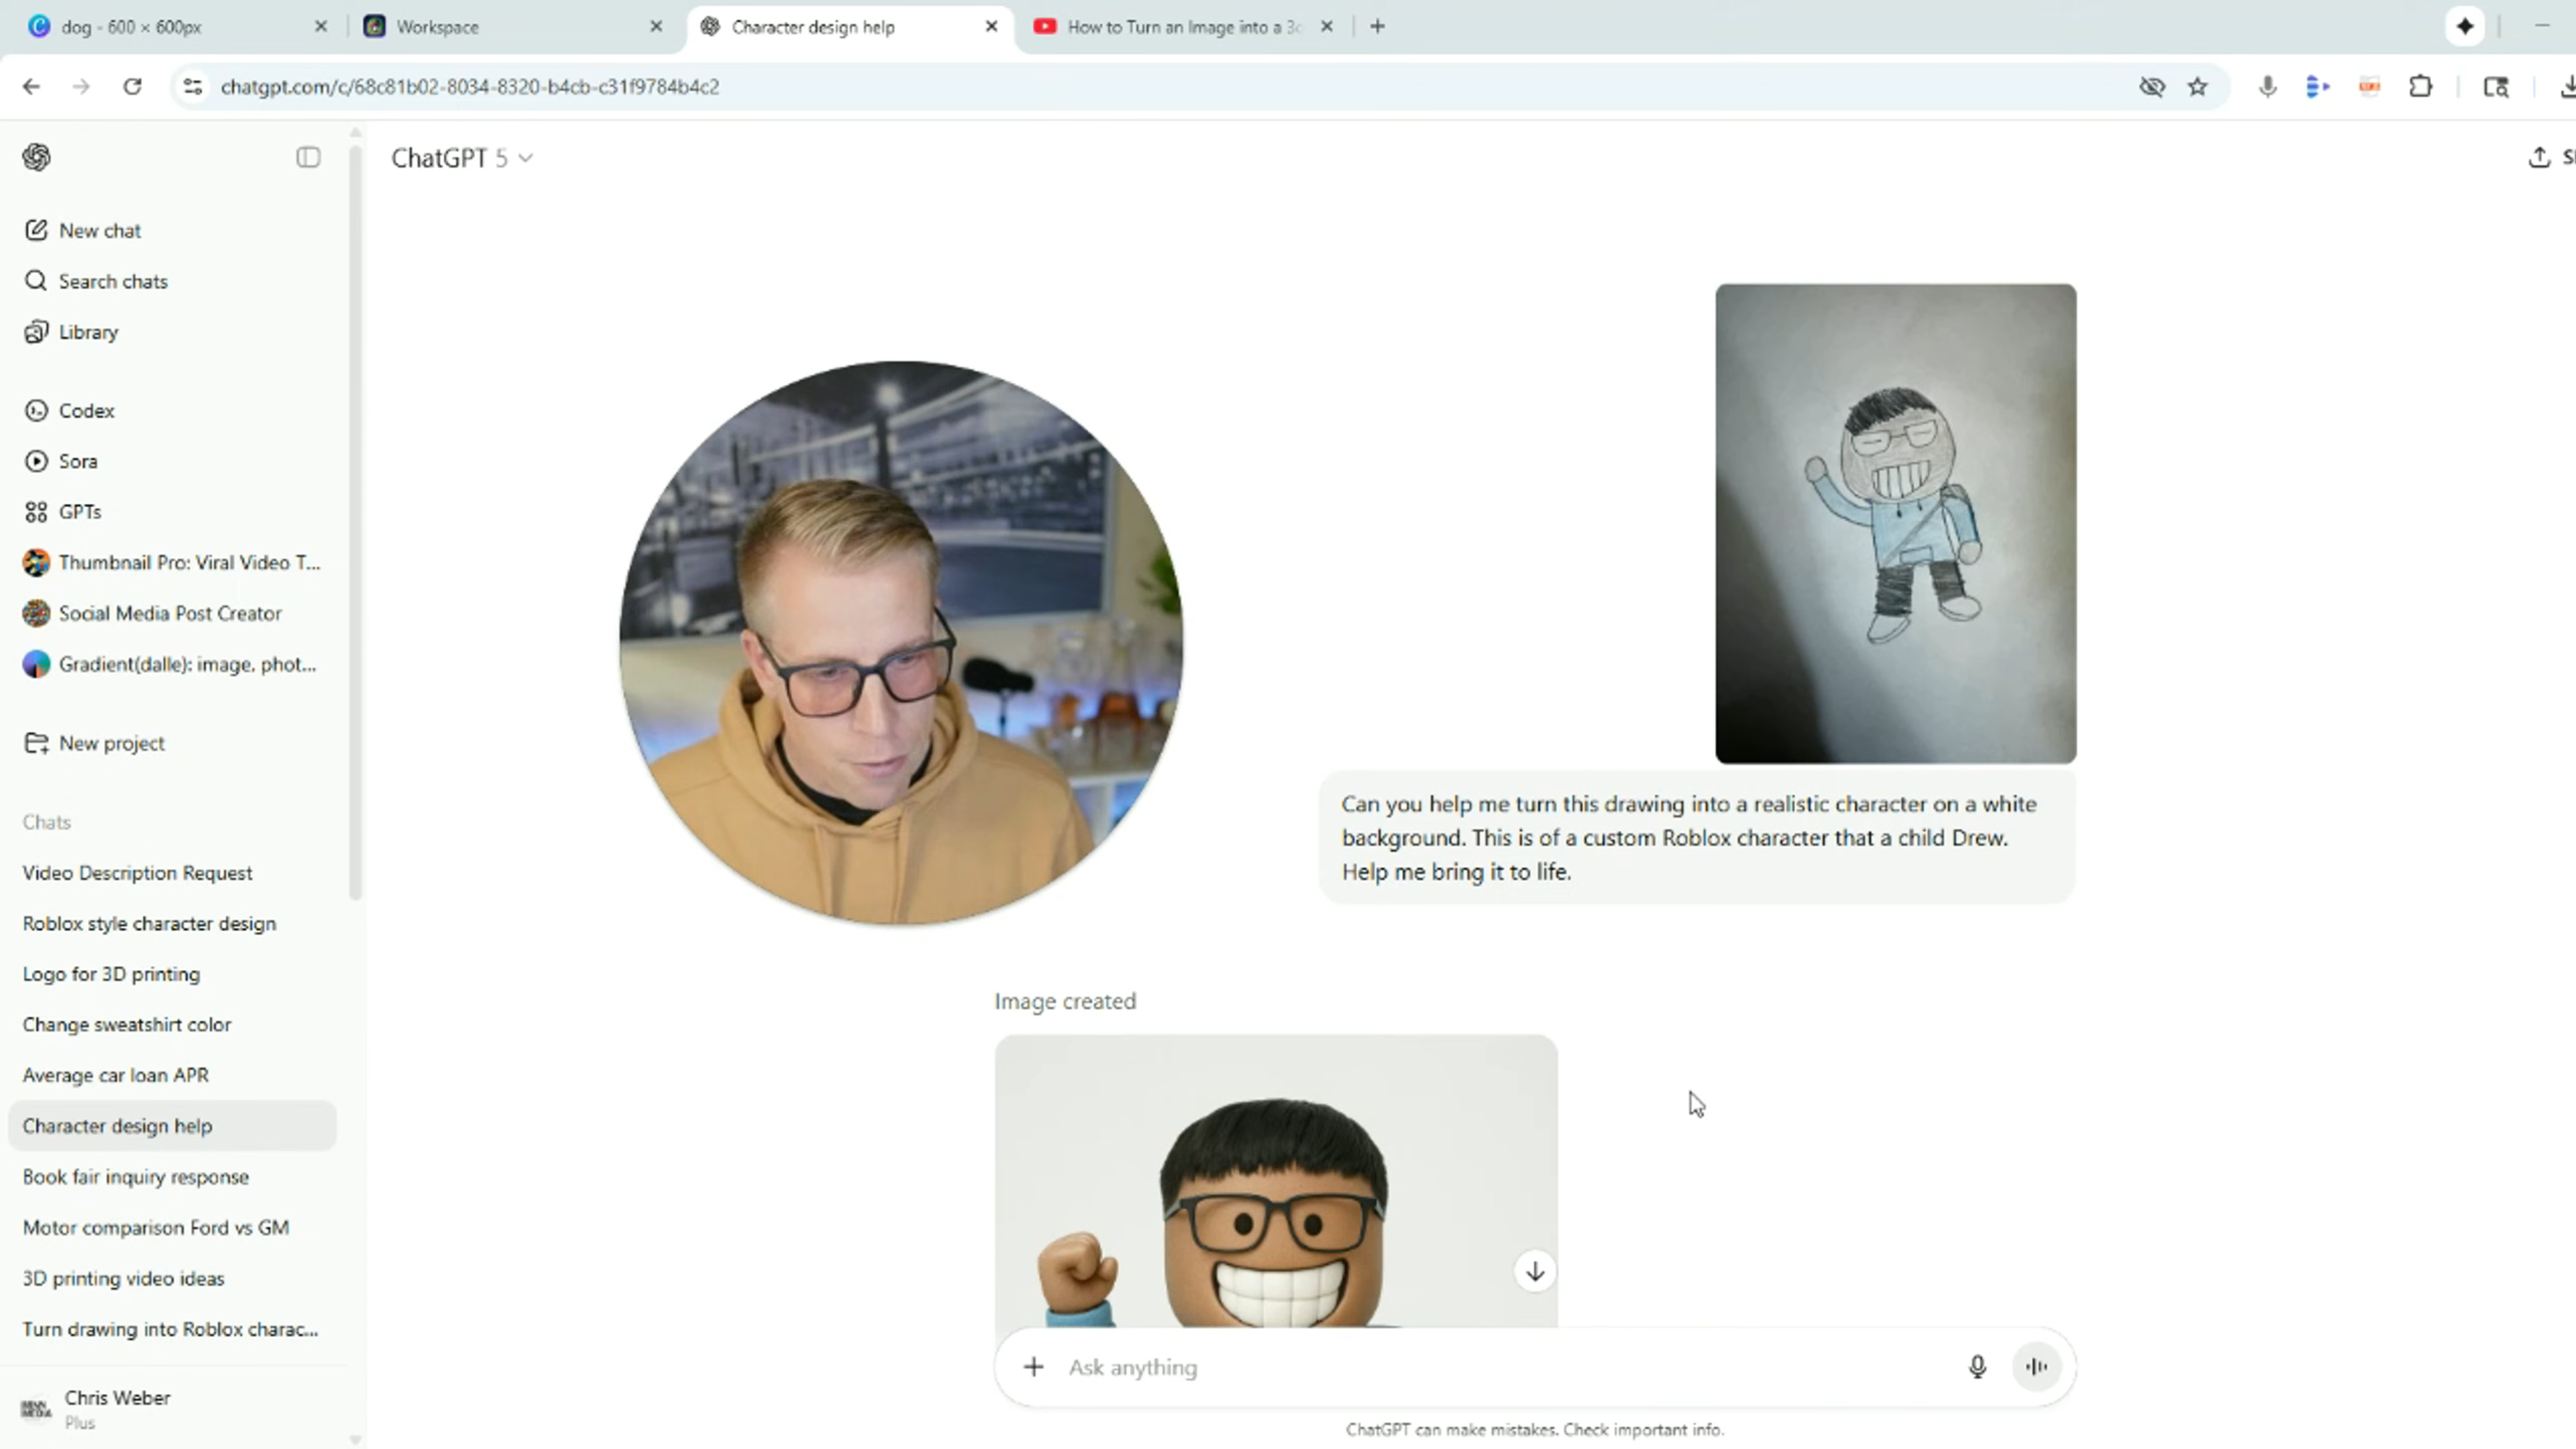 dog - 600 × 600px
Workspace
Character design help
How to Turn an Image into a 3
chatgpt.com/c/68c81b02-8034-8320-b4cb-c31f9784b4c2
ChatGPT 5
New chat
Search chats
Library
Codex
Sora
GPTs
Thumbnail Pro: Viral Video T...
Social Media Post Creator
Gradient(dalle): image, phot...
New project
Chats
Video Description Request
Roblox style character design
Logo for 3D printing
Change sweatshirt color
Average car loan APR
Character design help
Book fair inquiry response
Motor comparison Ford vs GM
3D printing video ideas
Turn drawing into Roblox charac...
Chris Weber
Plus
Can you help me turn this drawing into a realistic character on a white
background. This is of a custom Roblox character that a child Drew.
Help me bring it to life.
Image created
Ask anything
ChatGPT can make mistakes. Check important info.